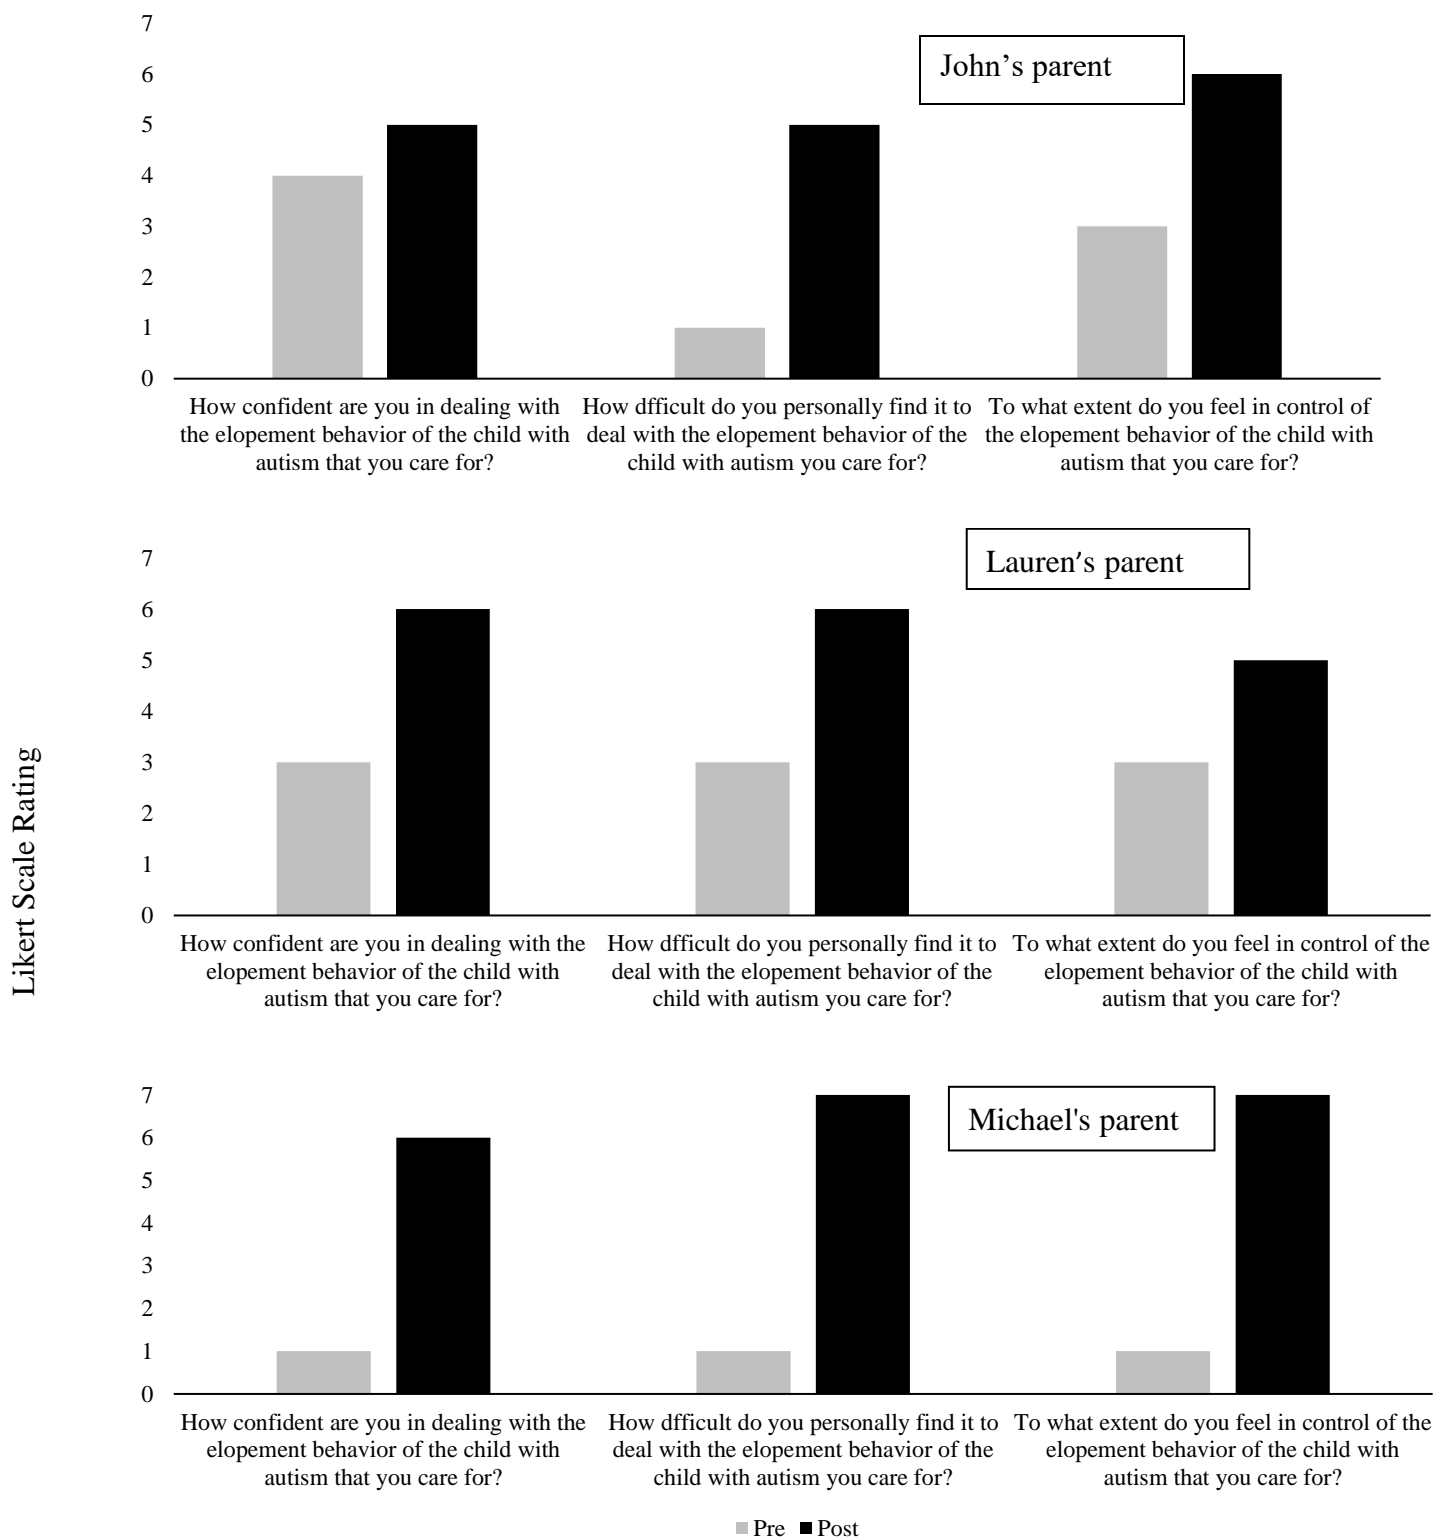 7
6
5
4
3
2
1
0
John’s parent
How confident are you in dealing with
the elopement behavior of the child with
autism that you care for?
How dfficult do you personally find it to
deal with the elopement behavior of the
child with autism you care for?
To what extent do you feel in control of
the elopement behavior of the child with
autism that you care for?
Likert Scale Rating
7
6
5
4
3
2
1
0
Lauren’s parent
How confident are you in dealing with the
elopement behavior of the child with
autism that you care for?
How dfficult do you personally find it to
deal with the elopement behavior of the
child with autism you care for?
To what extent do you feel in control of the
elopement behavior of the child with
autism that you care for?
7
6
5
4
3
2
1
0
Michael's parent
How confident are you in dealing with the
elopement behavior of the child with
autism that you care for?
How dfficult do you personally find it to
deal with the elopement behavior of the
child with autism you care for?
To what extent do you feel in control of the
elopement behavior of the child with
autism that you care for?
Pre Post